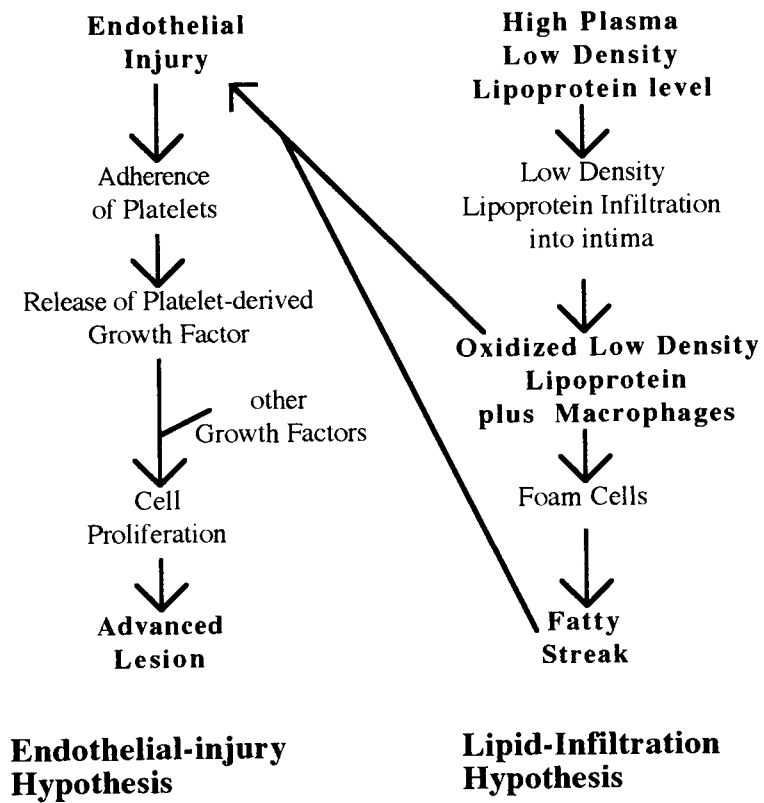 Endothelial
Injury
Adherence
of Platelets
Release of Platelet-derived
Growth Factor
other
Growth Factors
Cell
Proliferation
Advanced
Lesion
Endothelial-injury
Hypothesis
High Plasma
Low Density
Lipoprotein level
Low Density
Lipoprotein Infiltration
into intima
Oxidized Low Density
Lipoprotein
plus Macrophages
Foam Cells
Fatty
Streak
Lipid-Infiltration
Hypothesis